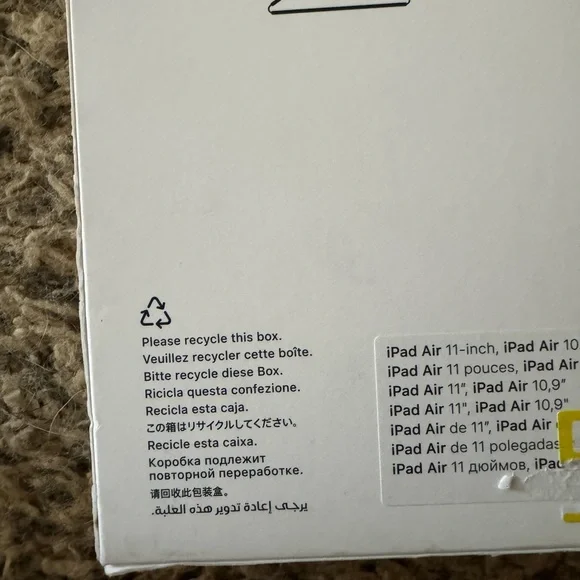 Please recycle this box.
Veuillez recycler cette boîte.
Bitte recycle diese Box.
Ricicla questa confezione.
Recicla esta caja.
この箱はリサイクルしてください。
Recicle esta caixa.
Коробка подлежит
повторной переработке.
请回收此包装盒。
يرجى إعادة تدوير هذه العلبة.
iPad Air 11-inch, iPad Air 10
iPad Air 11 pouces, iPad Air
iPad Air 11″, iPad Air 10,9″
iPad Air 11", iPad Air 10,9"
iPad Air de 11″, iPad Air
iPad Air de 11 polegadas
iPad Air 11 дюймов, iPad